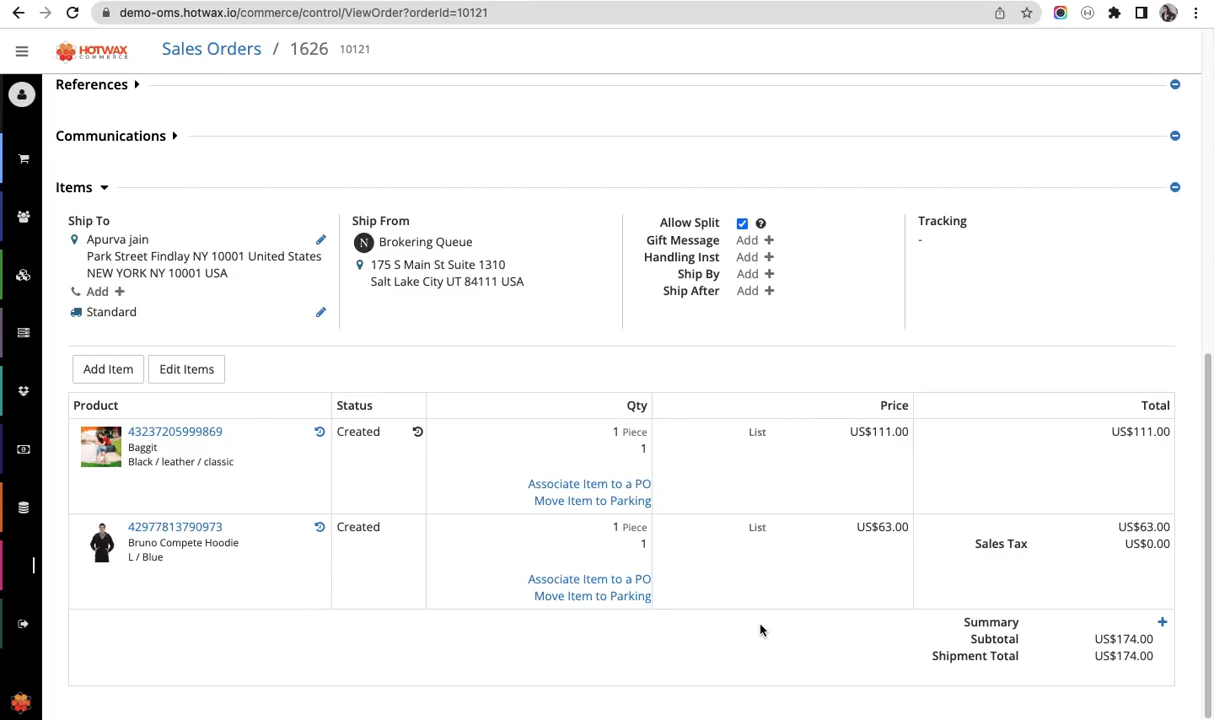 demo-oms.hotwax.io/commerce/control/ViewOrder?orderId=10121
HOTWAX
COMMERCE
Sales Orders / 1626 10121
References
Communications
Items
Ship To
Apurva jain
Park Street Findlay NY 10001 United States
NEW YORK NY 10001 USA
Add
Standard
Ship From
N Brokering Queue
175 S Main St Suite 1310
Salt Lake City UT 84111 USA
Allow Split
Gift Message Add
Handling Inst Add
Ship By Add
Ship After Add
Tracking
-
Add Item Edit Items
Product Status Qty Price Total
43237205999869 Created 1 Piece List US$111.00 US$111.00
Baggit 1
Black / leather / classic
Associate Item to a PO
Move Item to Parking
42977813790973 Created 1 Piece List US$63.00 US$63.00
Bruno Compete Hoodie 1 Sales Tax US$0.00
L / Blue
Associate Item to a PO
Move Item to Parking
Summary
Subtotal US$174.00
Shipment Total US$174.00